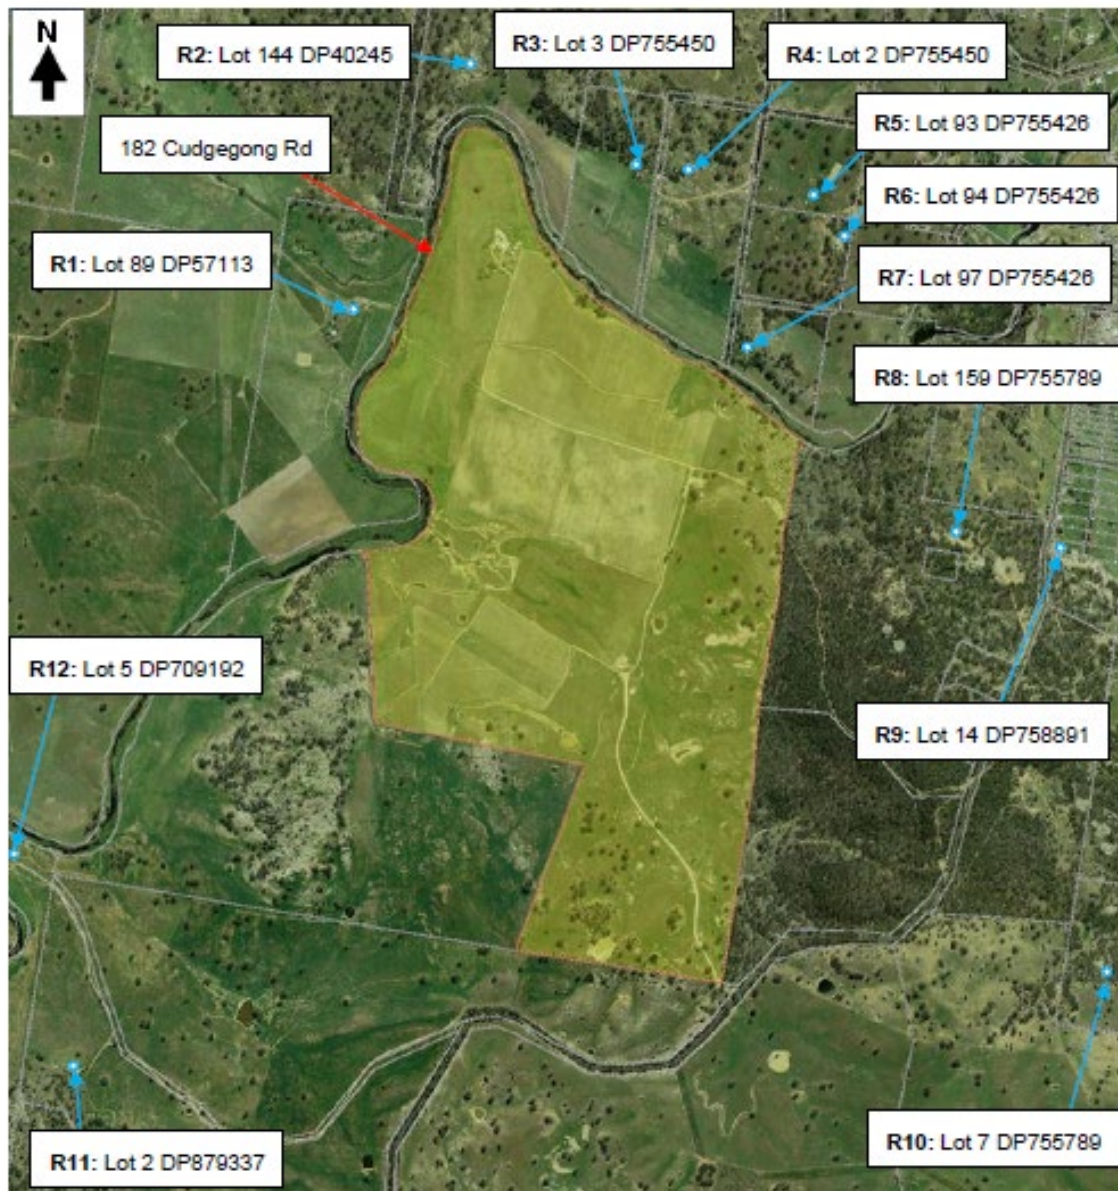 N
R2: Lot 144 DP40245
R3: Lot 3 DP755450
R4: Lot 2 DP755450
182 Cudgegong Rd
R5: Lot 93 DP755426
R6: Lot 94 DP755426
R1: Lot 89 DP57113
R7: Lot 97 DP755426
R8: Lot 159 DP755789
R12: Lot 5 DP709192
R9: Lot 14 DP758891
R10: Lot 7 DP755789
R11: Lot 2 DP879337